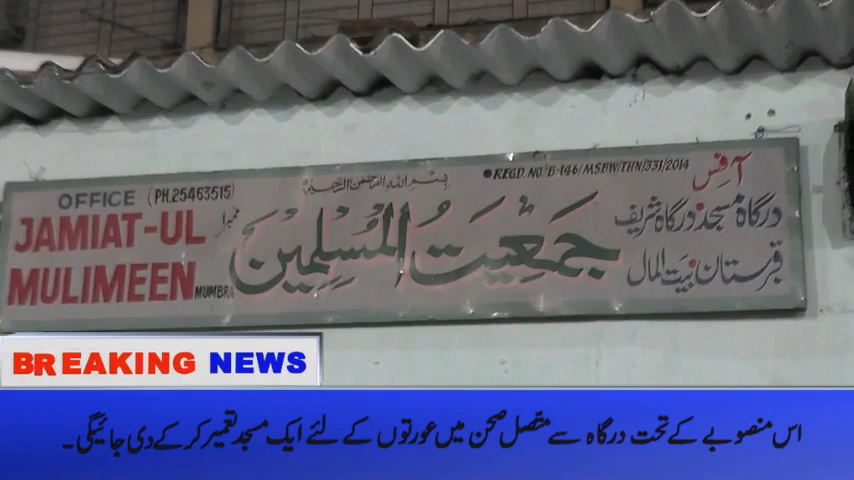 OFFICE (PH.25463515)
JAMIAT-UL
MULIMEEN MUMBRA
بسم اللہ الرحمن الرحیم
جمعیت المسلمین
REGD. NO. B-146/MSBW/THN/331/2014
آفس
درگاہ مسجد درگاہ شریف
قبرستان بیت المال
BREAKING NEWS
اس منصوبے کے تحت درگاہ سے متصل صحن میں عورتوں کے لئے ایک مسجد تعمیر کر کے دی جائیگی۔